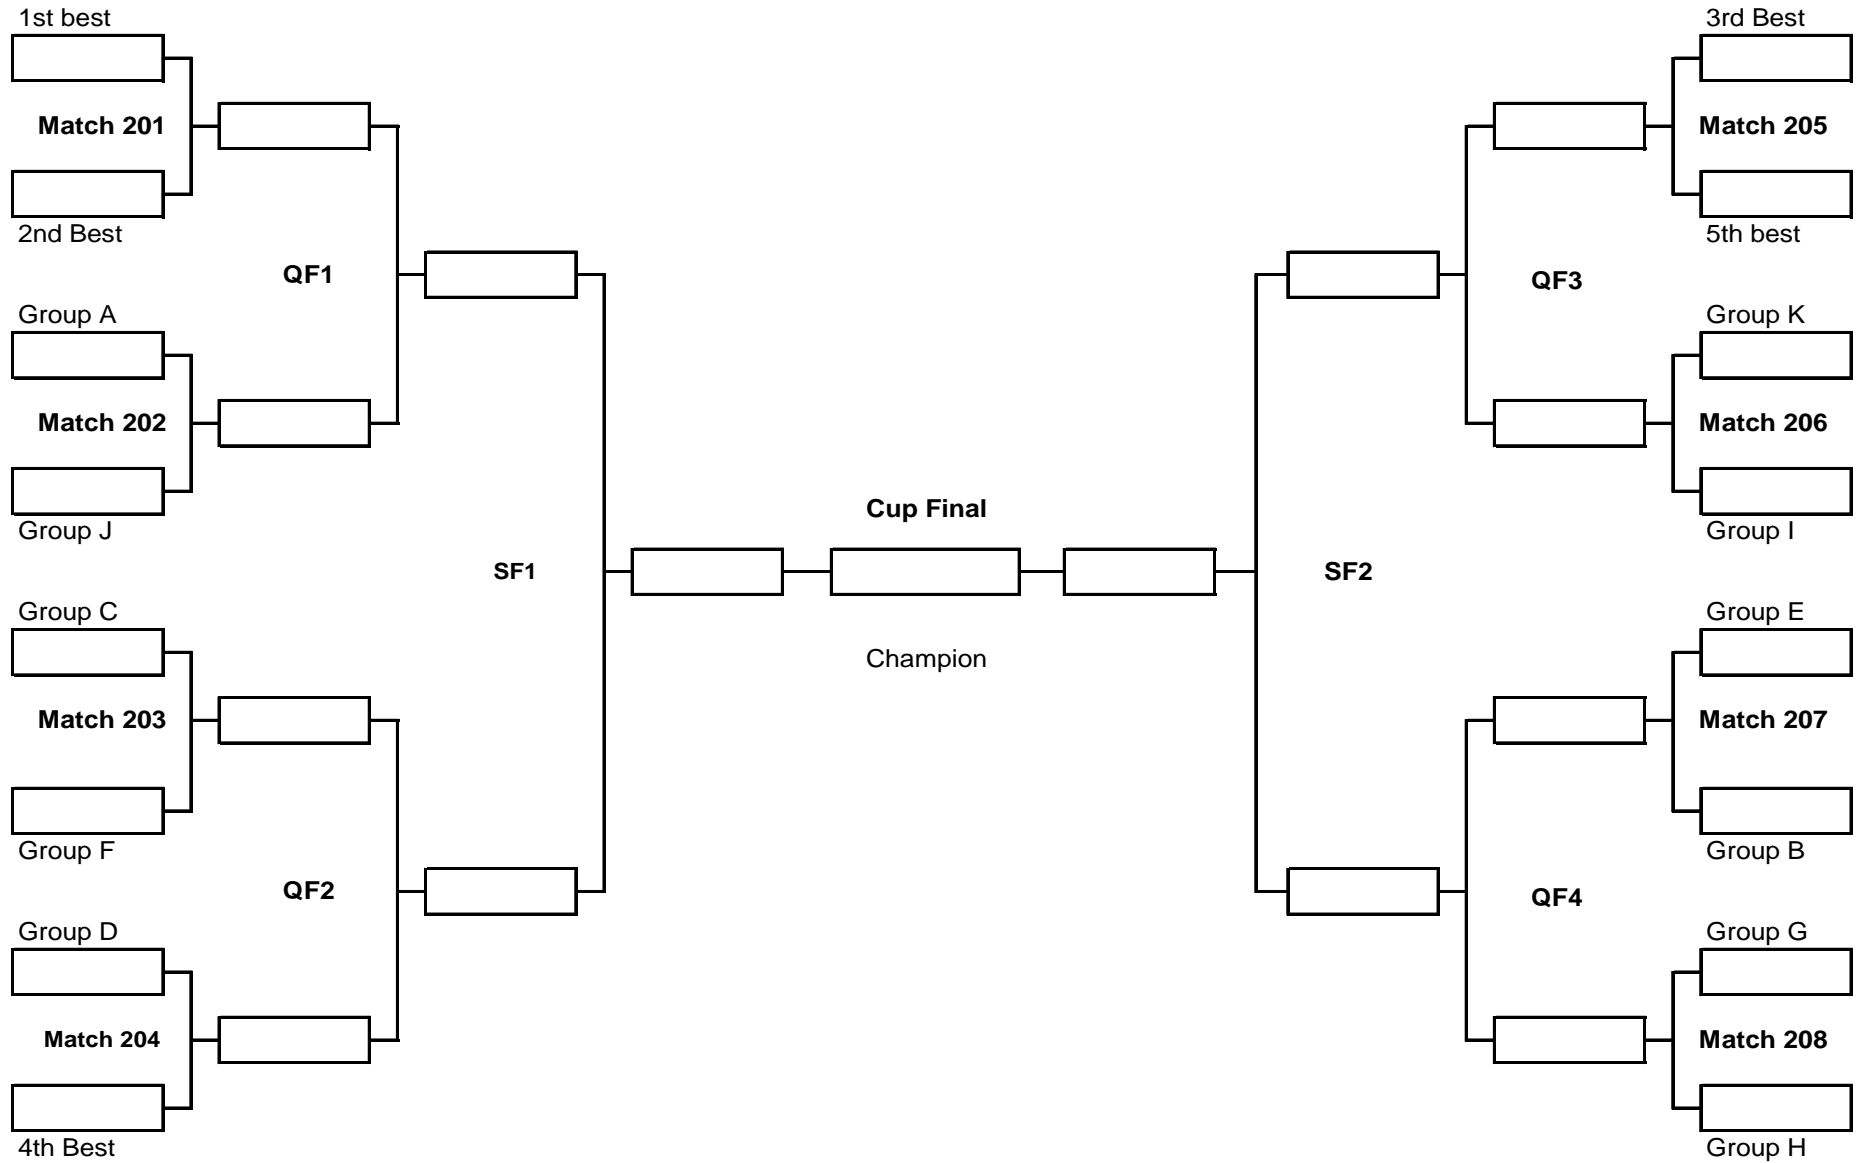 1st best
Match 201
2nd Best
QF1
Group A
Match 202
Group J
SF1
Group C
Match 203
Group F
QF2
Group D
Match 204
4th Best
Cup Final
Champion
3rd Best
Match 205
5th best
QF3
Group K
Match 206
Group I
SF2
Group E
Match 207
Group B
QF4
Group G
Match 208
Group H